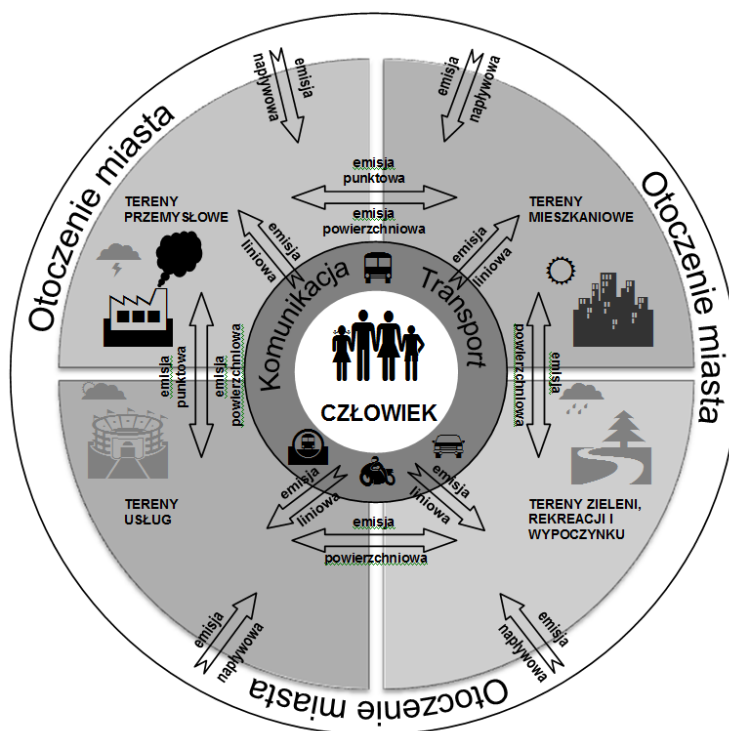 Otoczenie miasta
Otoczenie miasta
emisja
napływowa
emisja
napływowa
emisja
punktowa
emisja
powierzchniowa
TERENY
PRZEMYSŁOWE
TERENY
MIESZKANIOWE
emisja
liniowa
emisja
liniowa
Komunikacja
Transport
CZŁOWIEK
emisja
punktowa
emisja
powierzchniowa
emisja
powierzchniowa
TERENY
USŁUG
TERENY ZIELENI,
REKREACJI I
WYPOCZYNKU
emisja
liniowa
emisja
liniowa
emisja
powierzchniowa
emisja
napływowa
emisja
napływowa
Otoczenie miasta
Otoczenie miasta